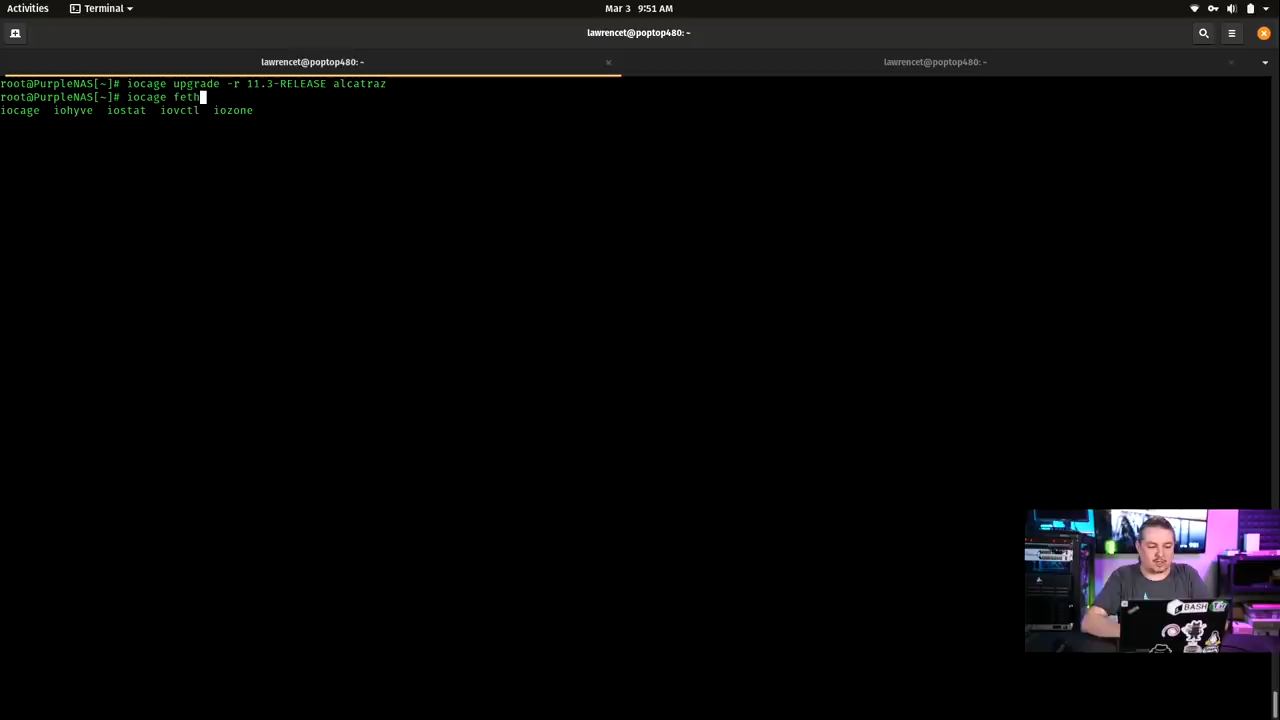 Activities
Terminal
Mar 3 9:51 AM
lawrencet@poptop480: ~
lawrencet@poptop480: ~
lawrencet@poptop480: ~
root@PurpleNAS[~]# iocage upgrade -r 11.3-RELEASE alcatraz
root@PurpleNAS[~]# iocage feth
iocage iohyve iostat iovctl iozone
BASH